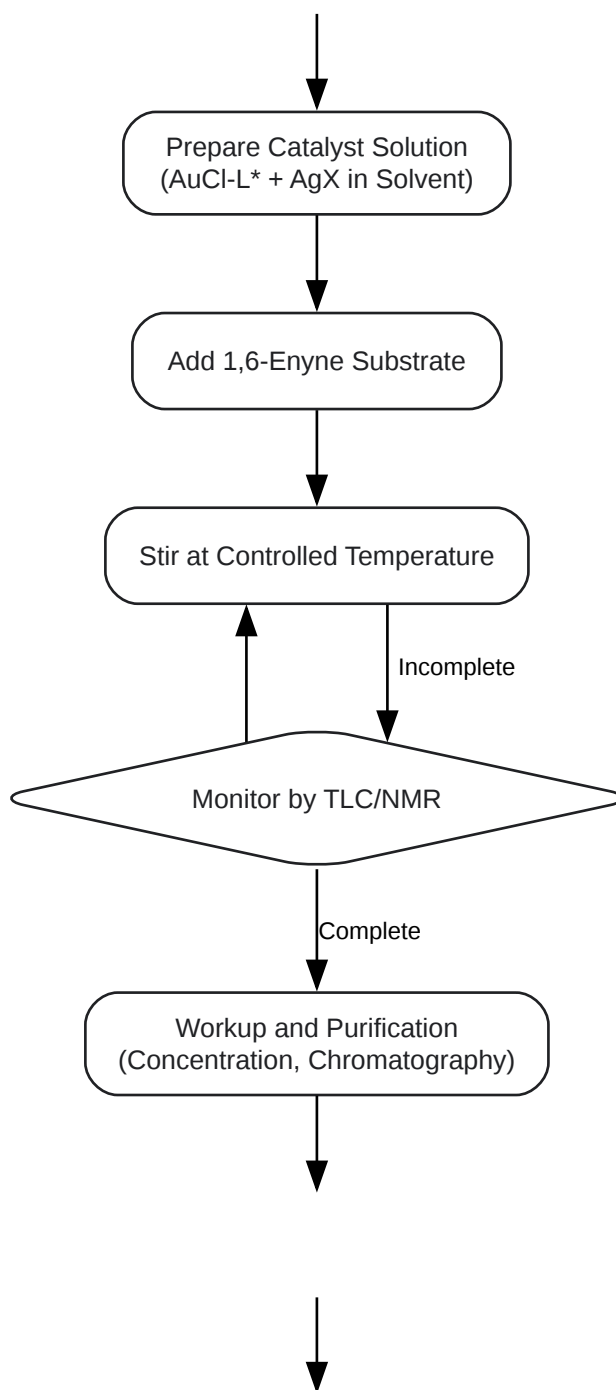 Prepare Catalyst Solution
(AuCl-L* + AgX in Solvent)
Add 1,6-Enyne Substrate
Stir at Controlled Temperature
Incomplete
Monitor by TLC/NMR
Complete
Workup and Purification
(Concentration, Chromatography)